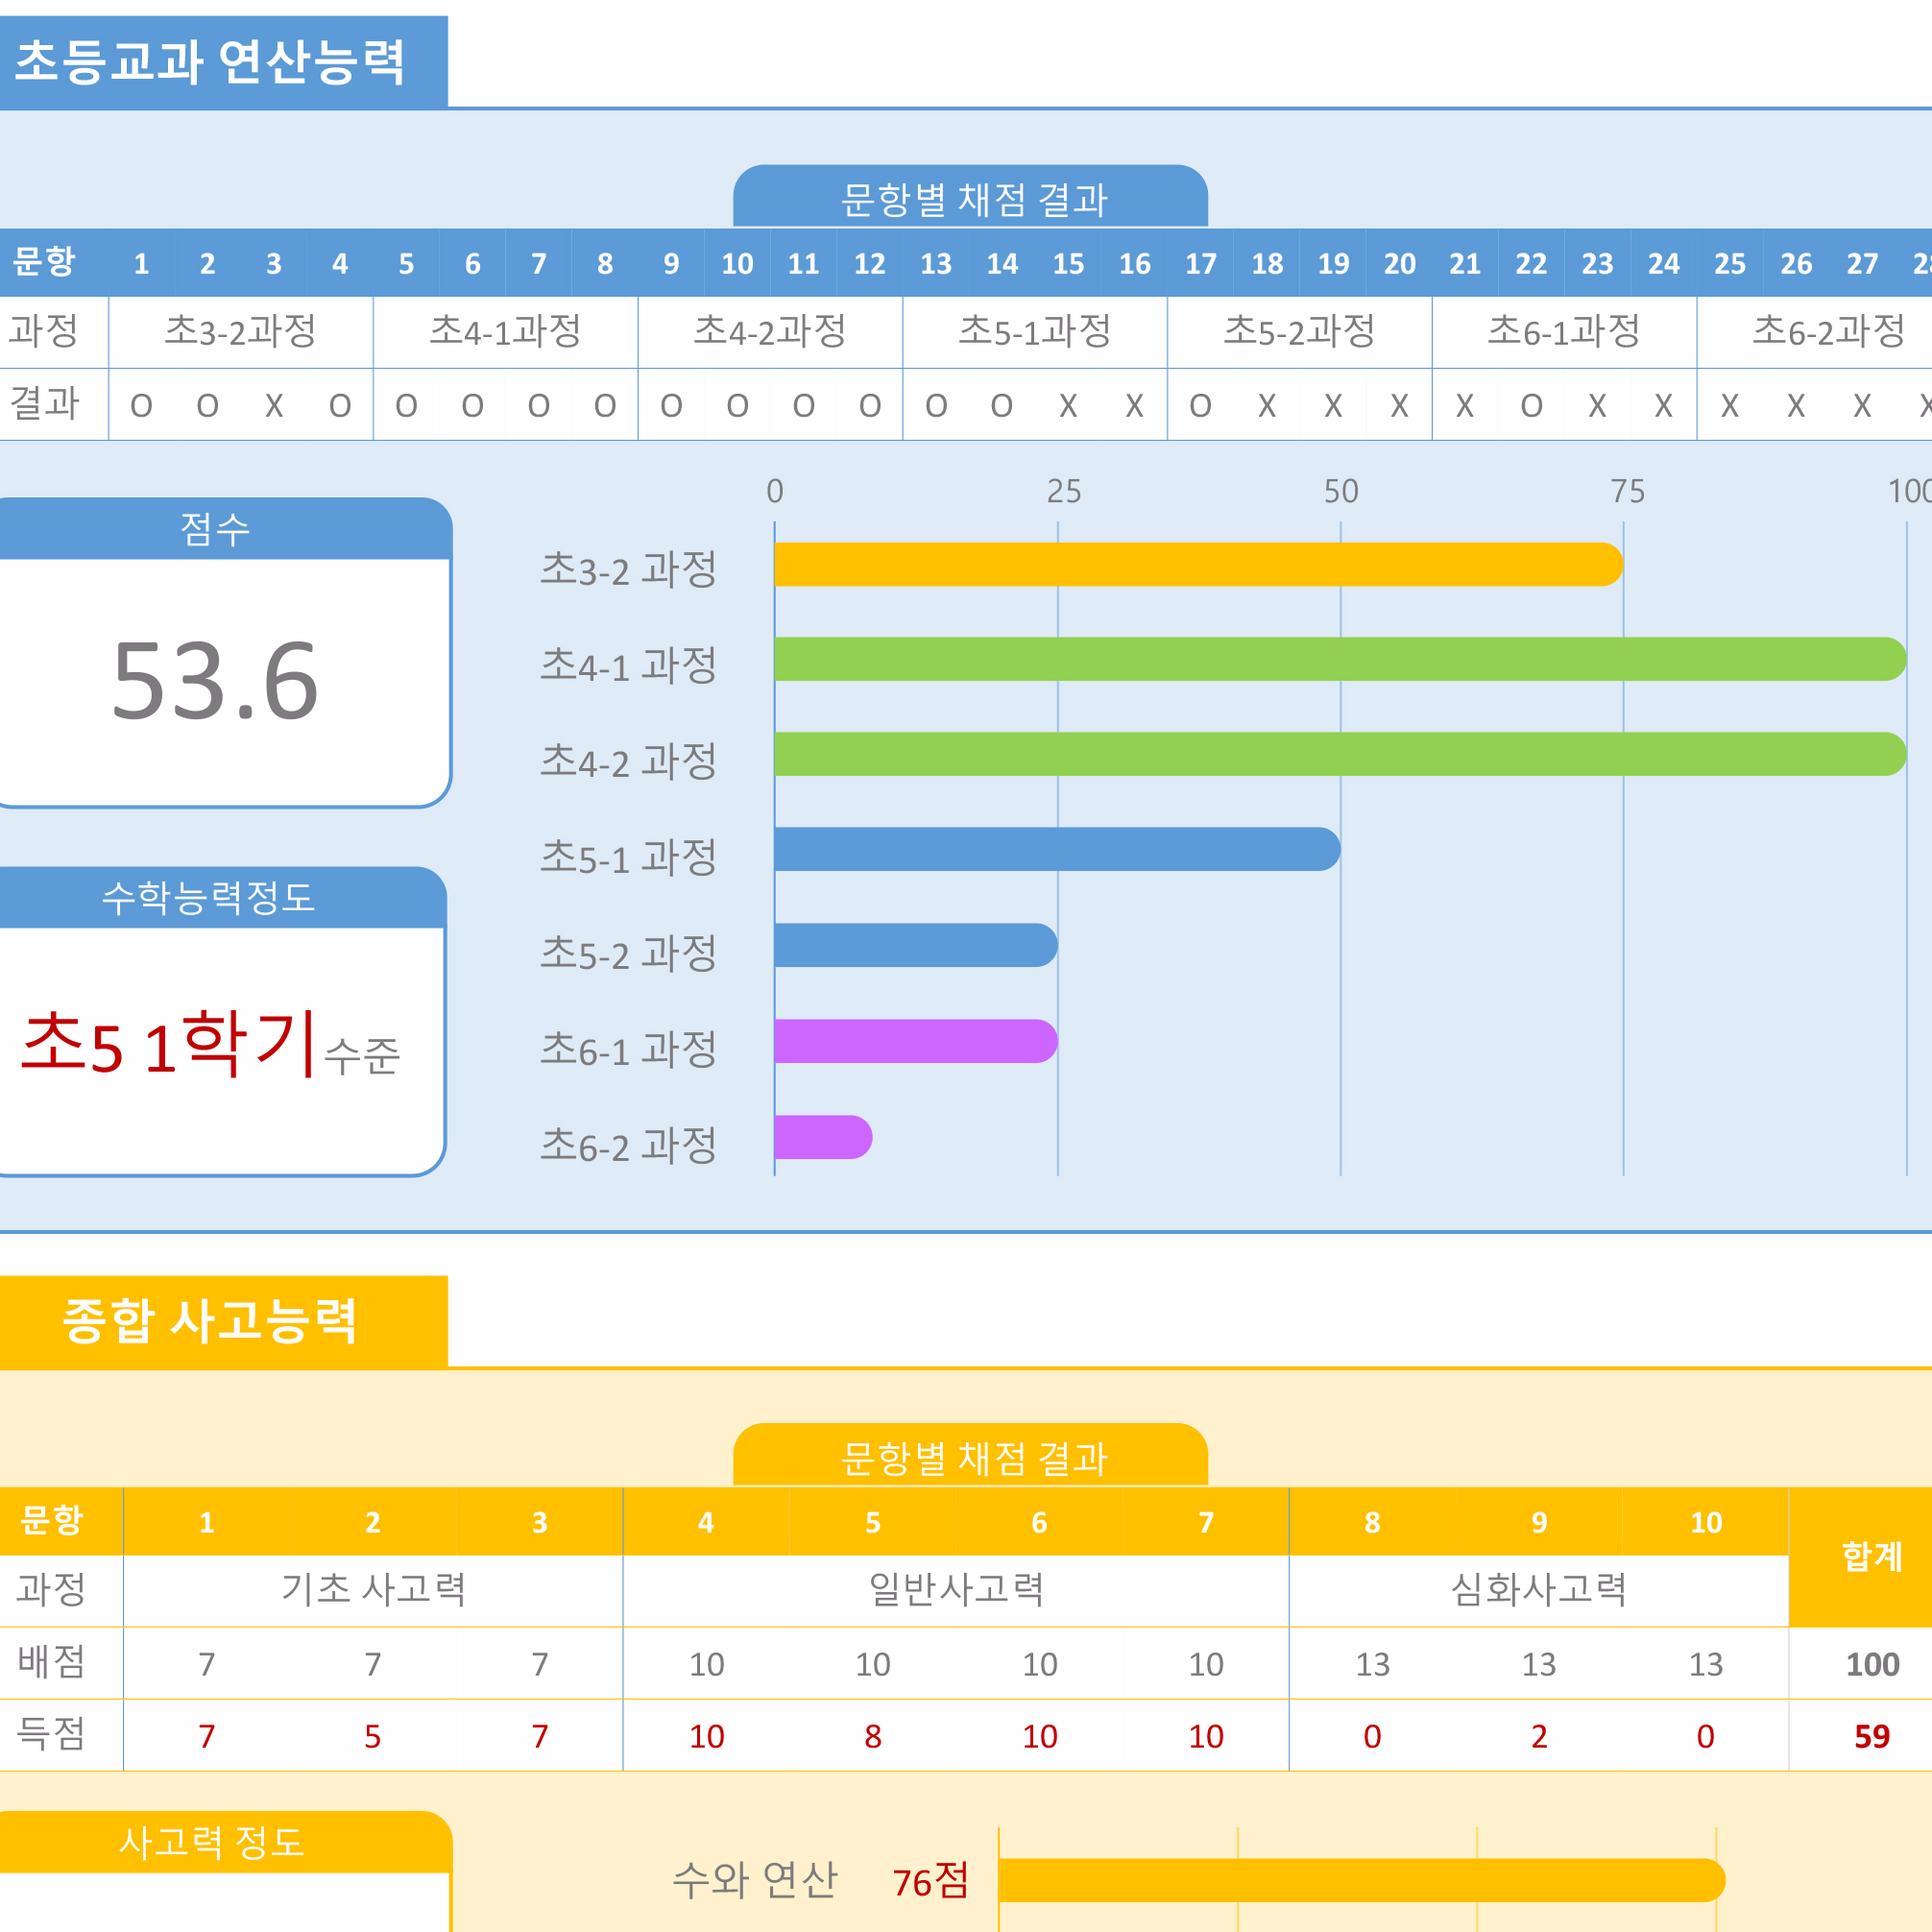 초등교과 연산능력
문항별 채점 결과
문항 1 2 3 4 5 6 7 8 9 10 11 12 13 14 15 16 17 18 19 20 21 22 23 24 25 26 27
과정 초3-2과정 초4-1과정 초4-2과정 초5-1과정 초5-2과정 초6-1과정 초6-2과정
결과 O O X O O O O O O O O O O O X X O X X X X O X X X X X X
0 25 50 75 100
점수
53.6
초3-2 과정
초4-1 과정
초4-2 과정
초5-1 과정
초5-2 과정
초6-1 과정
초6-2 과정
수학능력정도
초5 1학기 수준
종합 사고능력
문항별 채점 결과
문항 1 2 3 4 5 6 7 8 9 10 합계
과정 기초 사고력 일반사고력 심화사고력
배점 7 7 7 10 10 10 10 13 13 13 100
득점 7 5 7 10 8 10 10 0 2 0 59
사고력 정도
수와 연산 76점